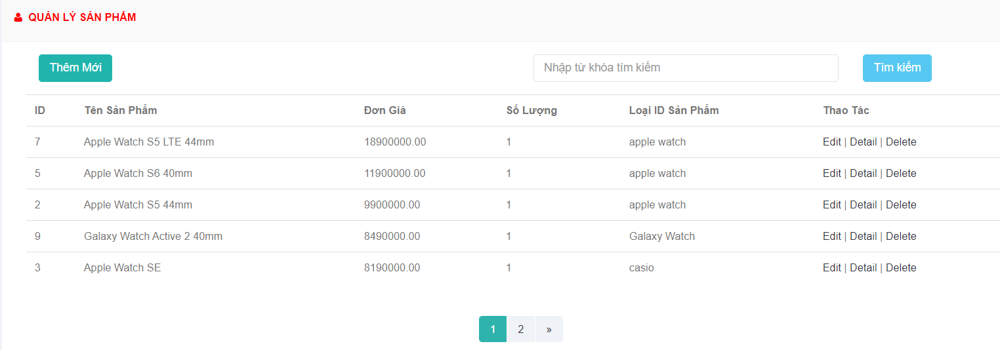 QUẢN LÝ SẢN PHẨM
Thêm Mới Nhập từ khóa tìm kiếm Tìm kiếm
ID Tên Sản Phẩm Đơn Giá Số Lượng Loại ID Sản Phẩm Thao Tác
7 Apple Watch S5 LTE 44mm 18900000.00 1 apple watch Edit | Detail | Delete
5 Apple Watch S6 40mm 11900000.00 1 apple watch Edit | Detail | Delete
2 Apple Watch S5 44mm 9900000.00 1 apple watch Edit | Detail | Delete
9 Galaxy Watch Active 2 40mm 8490000.00 1 Galaxy Watch Edit | Detail | Delete
3 Apple Watch SE 8190000.00 1 casio Edit | Detail | Delete
1 2 »